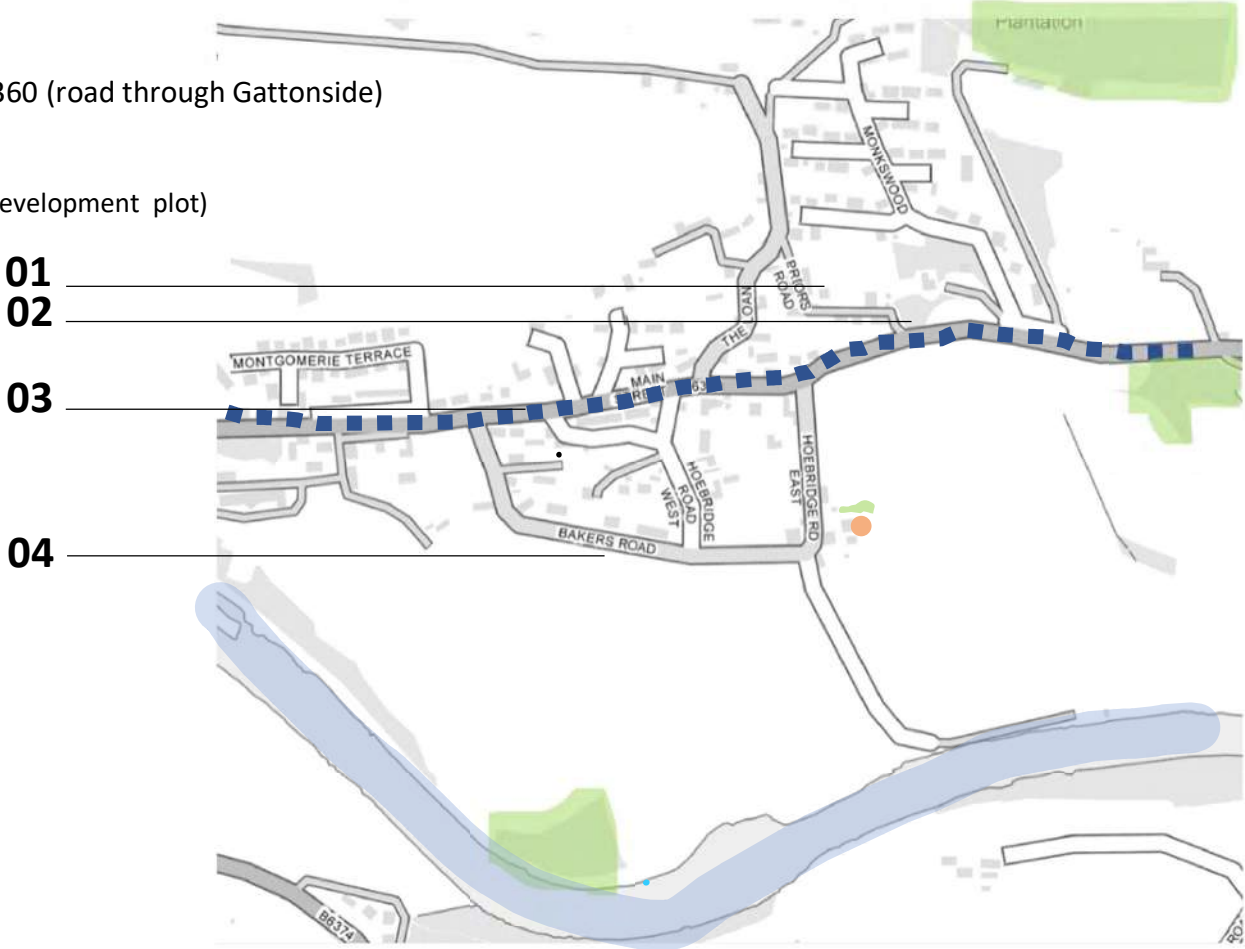 Plantation
360 (road through Gattonside)
MONKSWOOD
evelopment plot)
01
PRIORS
ROAD
02
THE LOAN
MONTGOMERIE TERRACE
MAIN
03
HOEBRIDGE RD
EAST
HOEBRIDGE
ROAD
WEST
BAKERS ROAD
04
B6374